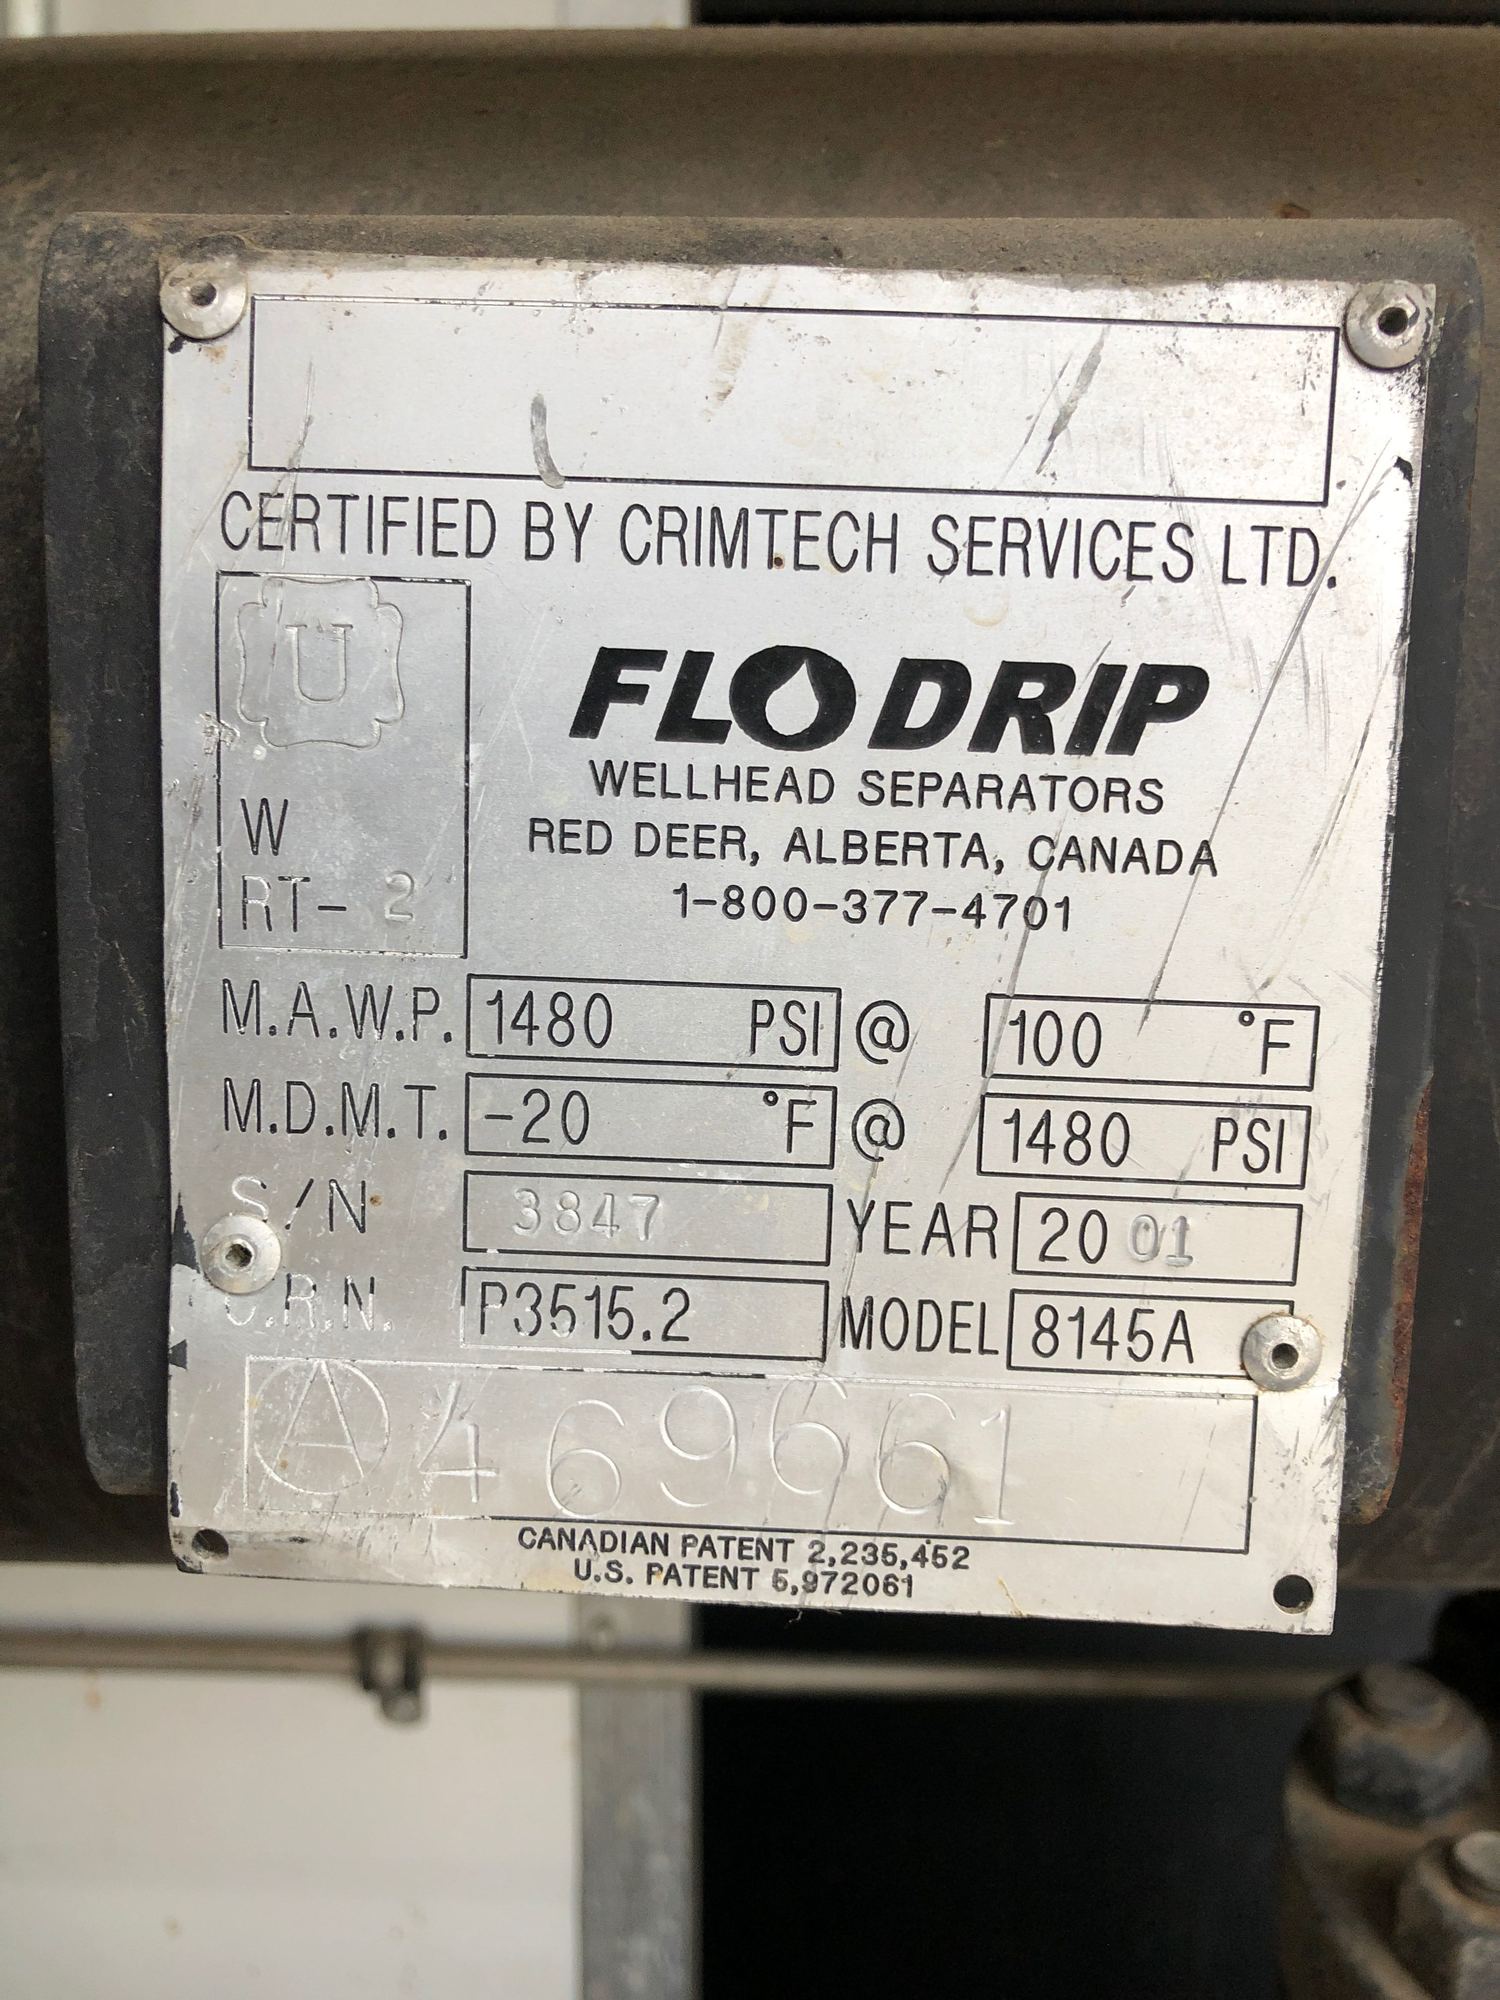 CERTIFIED BY CRIMTECH SERVICES LTD.
U
W
RT- 2
FLODRIP
WELLHEAD SEPARATORS
RED DEER, ALBERTA, CANADA
1-800-377-4701
M.A.W.P. 1480 PSI @ 100 °F
M.D.M.T. -20 °F @ 1480 PSI
S/N 3847 YEAR 2001
C.R.N. P3515.2 MODEL 8145A
A 469661
CANADIAN PATENT 2,235,452
U.S. PATENT 5,972061